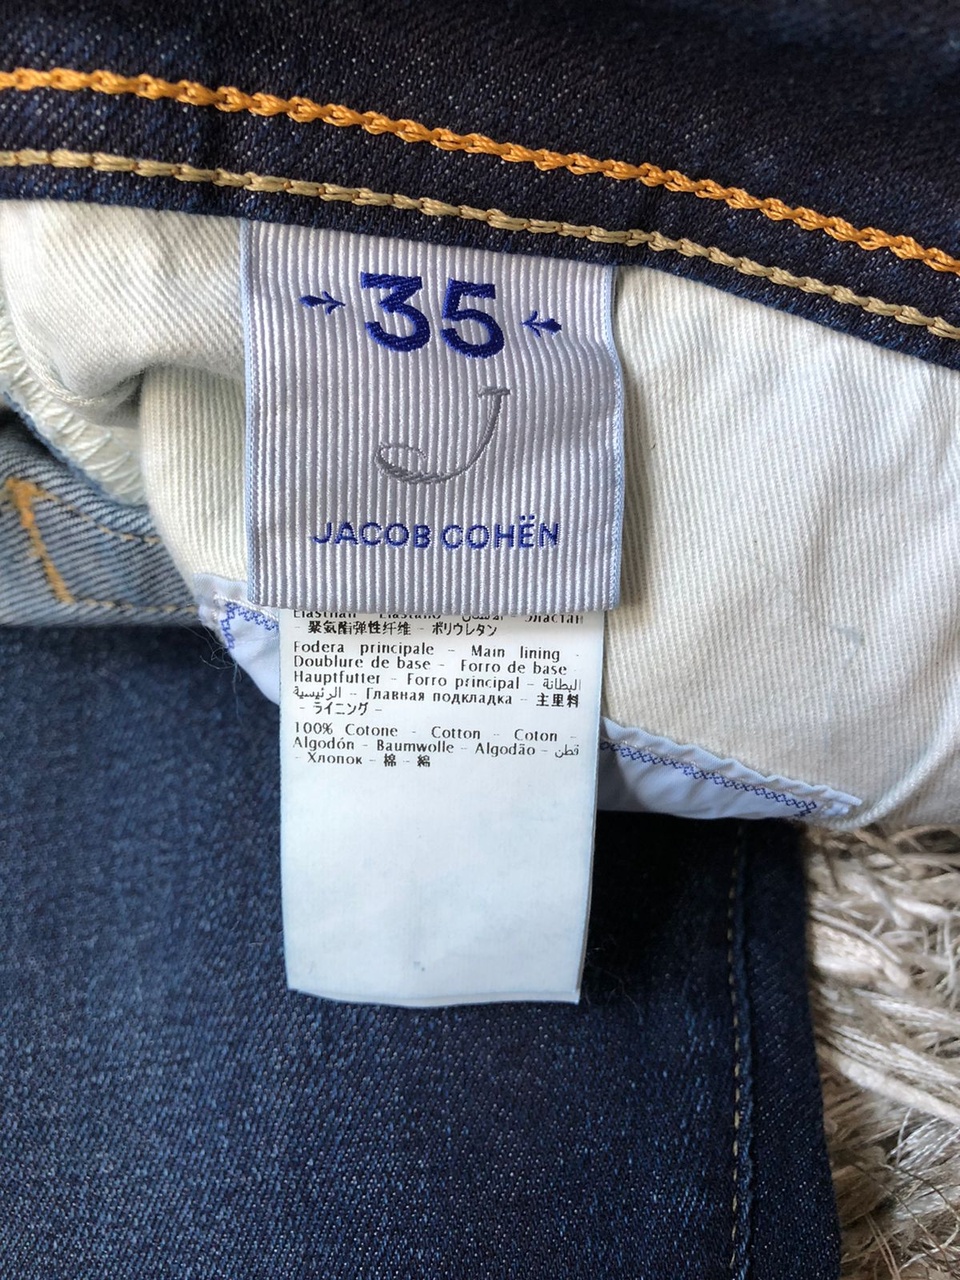 35
JACOB COHËN
Elasthan - Elastano - إلاستان - Эластан
- 聚氨酯弹性纤维 - ポリウレタン
Fodera principale - Main lining -
Doublure de base - Forro de base -
Hauptfutter - Forro principal - البطانة
الرئيسية - Главная подкладка - 主里料
- ライニング -
100% Cotone - Cotton - Coton -
Algodón - Baumwolle - Algodão - قطن
- Хлопок - 棉 - 綿